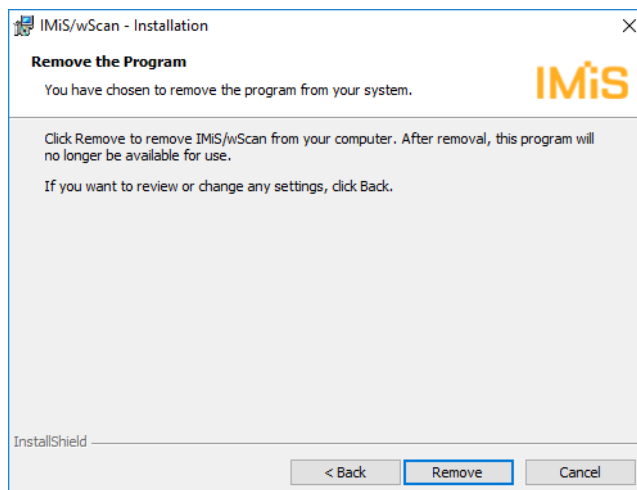 IMiS/wScan - Installation
Remove the Program
You have chosen to remove the program from your system.
IMiS
Click Remove to remove IMiS/wScan from your computer. After removal, this program will
no longer be available for use.
If you want to review or change any settings, click Back.
InstallShield
< Back
Remove
Cancel